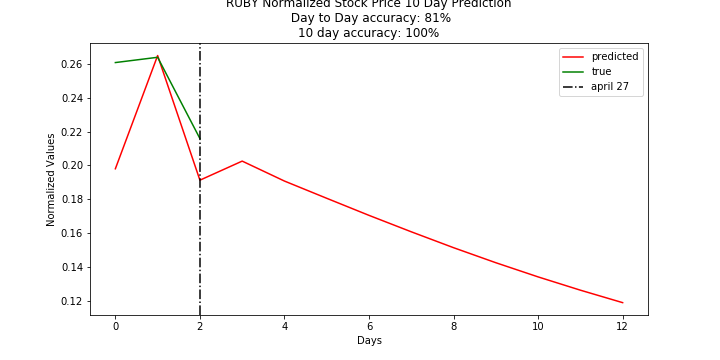 RUBY Normalized Stock Price 10 Day Prediction
Day to Day accuracy: 81%
10 day accuracy: 100%
predicted
true
april 27
Normalized Values
0.26
0.24
0.22
0.20
0.18
0.16
0.14
0.12
0 2 4 6 8 10 12
Days